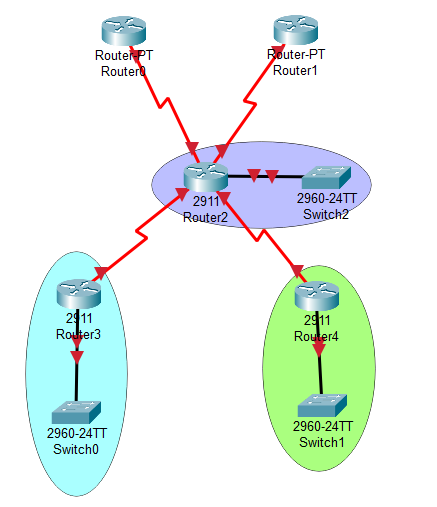 Router-PT
Router0
Router-PT
Router1
2911
Router2
2960-24TT
Switch2
2911
Router3
2911
Router4
2960-24TT
Switch0
2960-24TT
Switch1